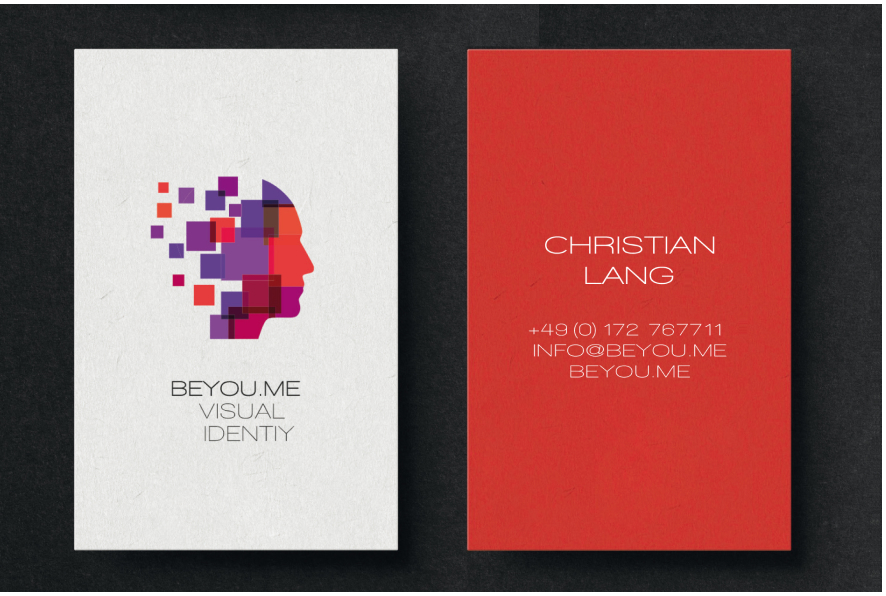 BEYOU.ME
VISUAL
IDENTIY
CHRISTIAN
LANG
+49 (0) 172 767711
INFO@BEYOU.ME
BEYOU.ME